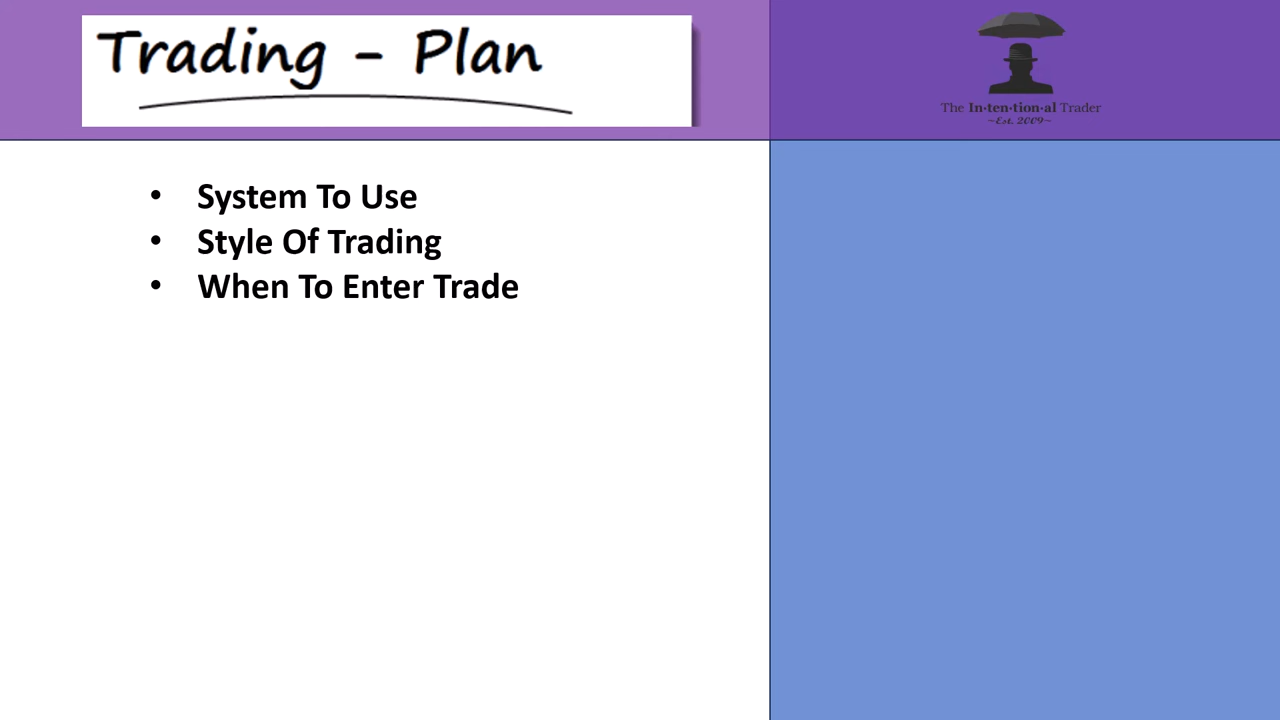 Trading - Plan
The In·ten·tion·al Trader
~Est. 2009~
• System To Use
• Style Of Trading
• When To Enter Trade